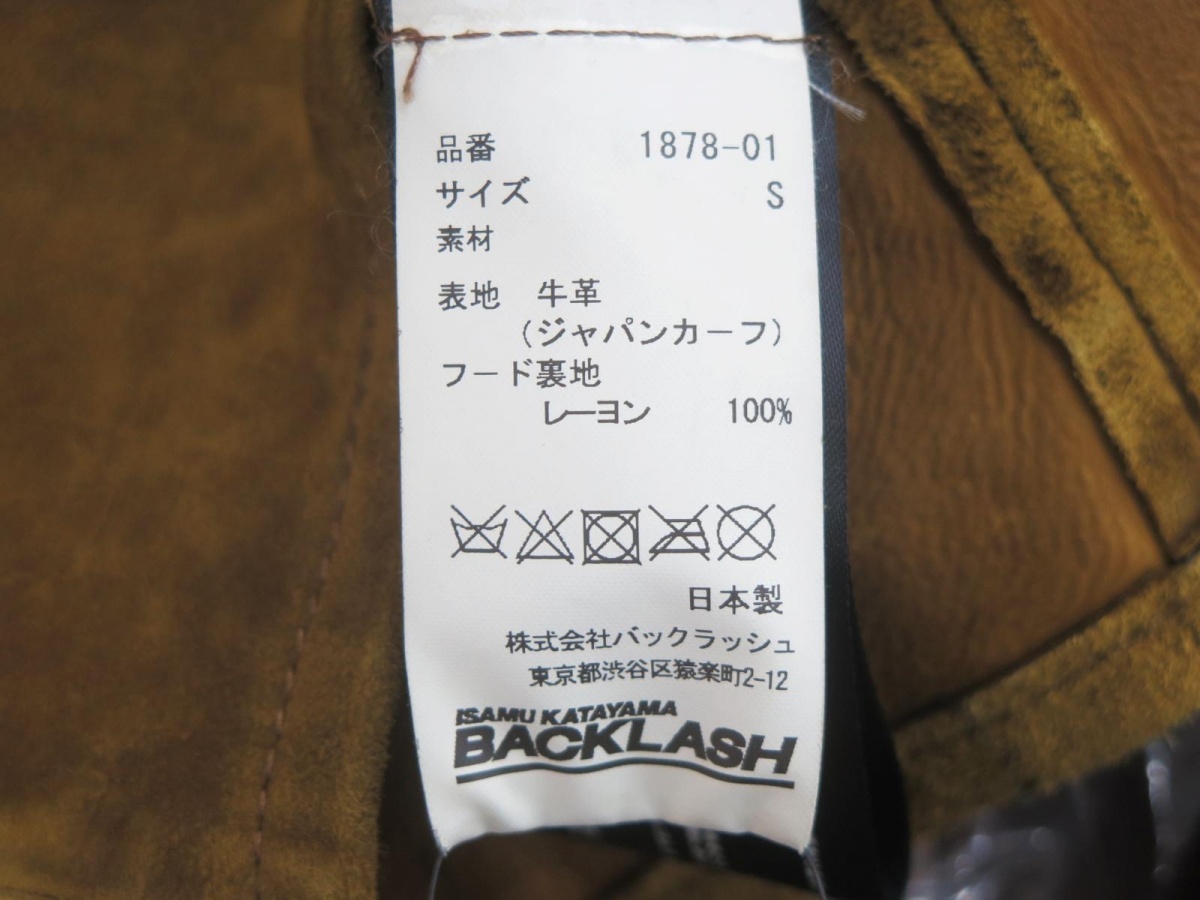 品番 1878-01
サイズ S
素材
表地 牛革
(ジャパンカーフ)
フード裏地
レーヨン 100%
日本製
株式会社バックラッシュ
東京都渋谷区猿楽町2-12
ISAMU KATAYAMA
BACKLASH